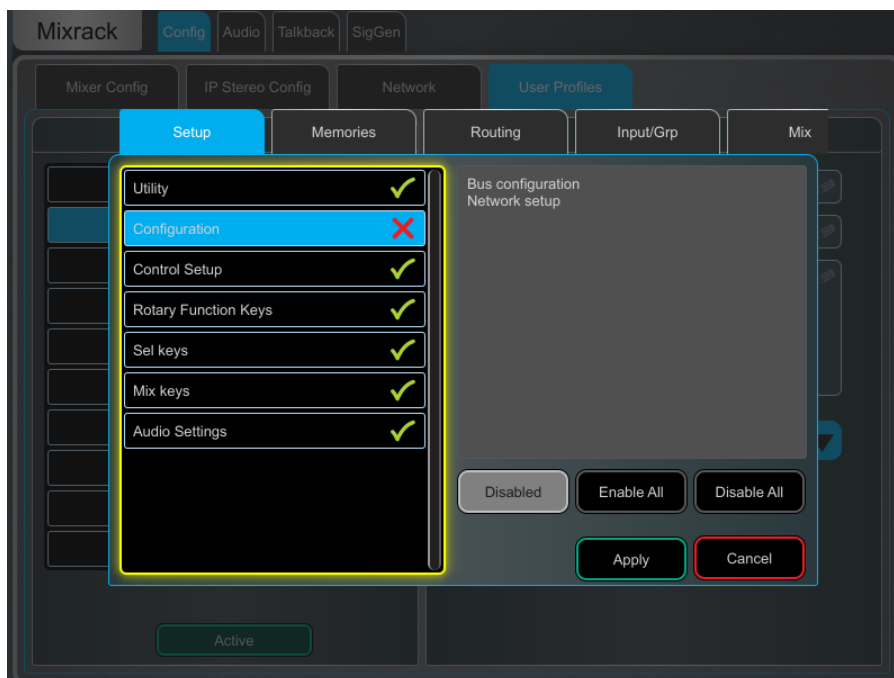 Mixrack
Config
Audio
Talkback
SigGen
Mixer Config
IP Stereo Config
Network
User Profiles
Setup
Memories
Routing
Input/Grp
Mix
Utility
Configuration
Control Setup
Rotary Function Keys
Sel keys
Mix keys
Audio Settings
Bus configuration
Network setup
Disabled
Enable All
Disable All
Apply
Cancel
Active